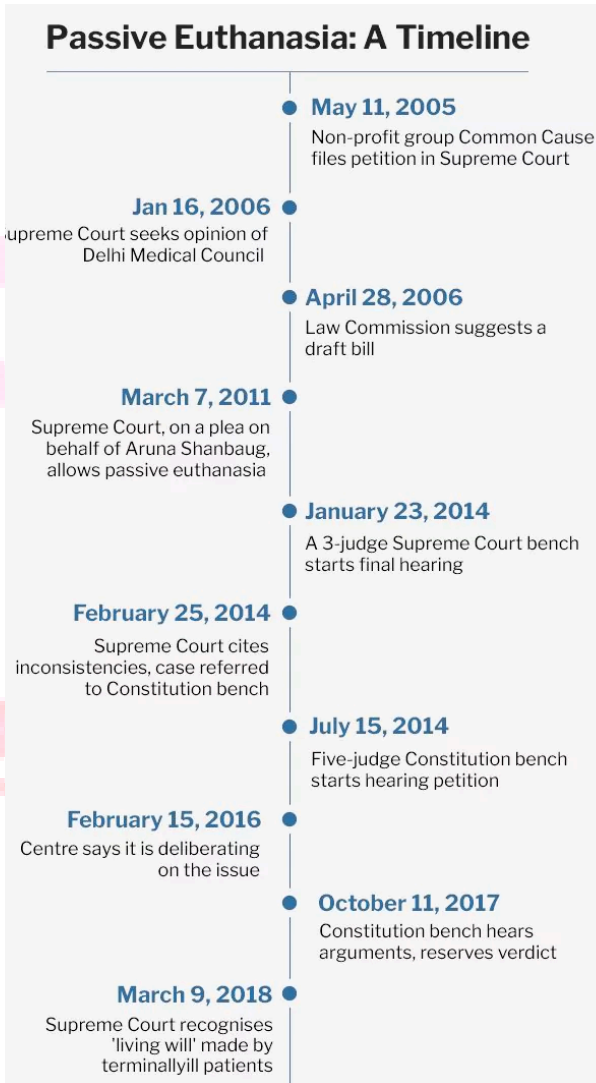 Passive Euthanasia: A Timeline
May 11, 2005
Non-profit group Common Cause
files petition in Supreme Court
Jan 16, 2006
upreme Court seeks opinion of
Delhi Medical Council
April 28, 2006
Law Commission suggests a
draft bill
March 7, 2011
Supreme Court, on a plea on
behalf of Aruna Shanbaug,
allows passive euthanasia
January 23, 2014
A 3-judge Supreme Court bench
starts final hearing
February 25, 2014
Supreme Court cites
inconsistencies, case referred
to Constitution bench
July 15, 2014
Five-judge Constitution bench
starts hearing petition
February 15, 2016
Centre says it is deliberating
on the issue
October 11, 2017
Constitution bench hears
arguments, reserves verdict
March 9, 2018
Supreme Court recognises
'living will' made by
terminallyill patients